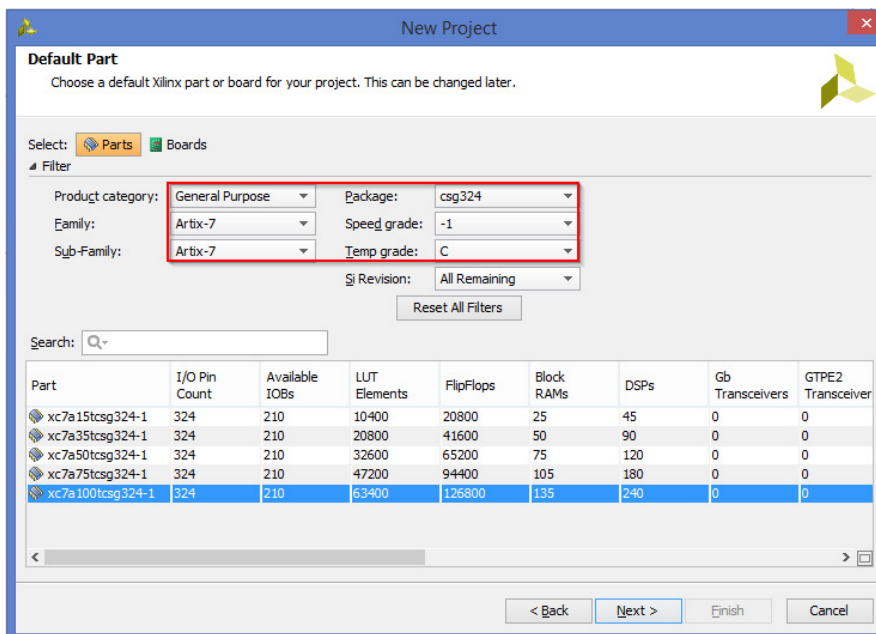 New Project
Default Part
Choose a default Xilinx part or board for your project. This can be changed later.
Select: Parts Boards
Filter
Product category: General Purpose Package: csg324
Family: Artix-7 Speed grade: -1
Sub-Family: Artix-7 Temp grade: C
Si Revision: All Remaining
Reset All Filters
Search: Q
Part I/O Pin Count Available IOBs LUT Elements FlipFlops Block RAMs DSPs Gb Transceivers GTPE2 Transceiver
xc7a15tcsg324-1 324 210 10400 20800 25 45 0 0
xc7a35tcsg324-1 324 210 20800 41600 50 90 0 0
xc7a50tcsg324-1 324 210 32600 65200 75 120 0 0
xc7a75tcsg324-1 324 210 47200 94400 105 180 0 0
xc7a100tcsg324-1 324 210 63400 126800 135 240 0 0
< Back Next > Finish Cancel